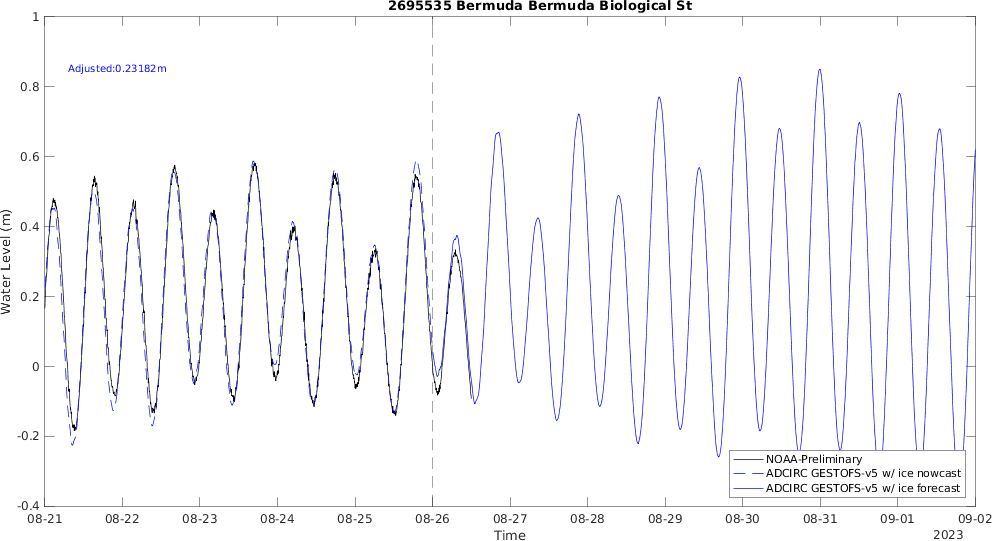 2695535 Bermuda Bermuda Biological St
Adjusted:0.23182m
Water Level (m)
1
0.8
0.6
0.4
0.2
0
-0.2
-0.4
NOAA-Preliminary
ADCIRC GESTOFS-v5 w/ ice nowcast
ADCIRC GESTOFS-v5 w/ ice forecast
08-21 08-22 08-23 08-24 08-25 08-26 08-27 08-28 08-29 08-30 08-31 09-01 09-02
Time
2023